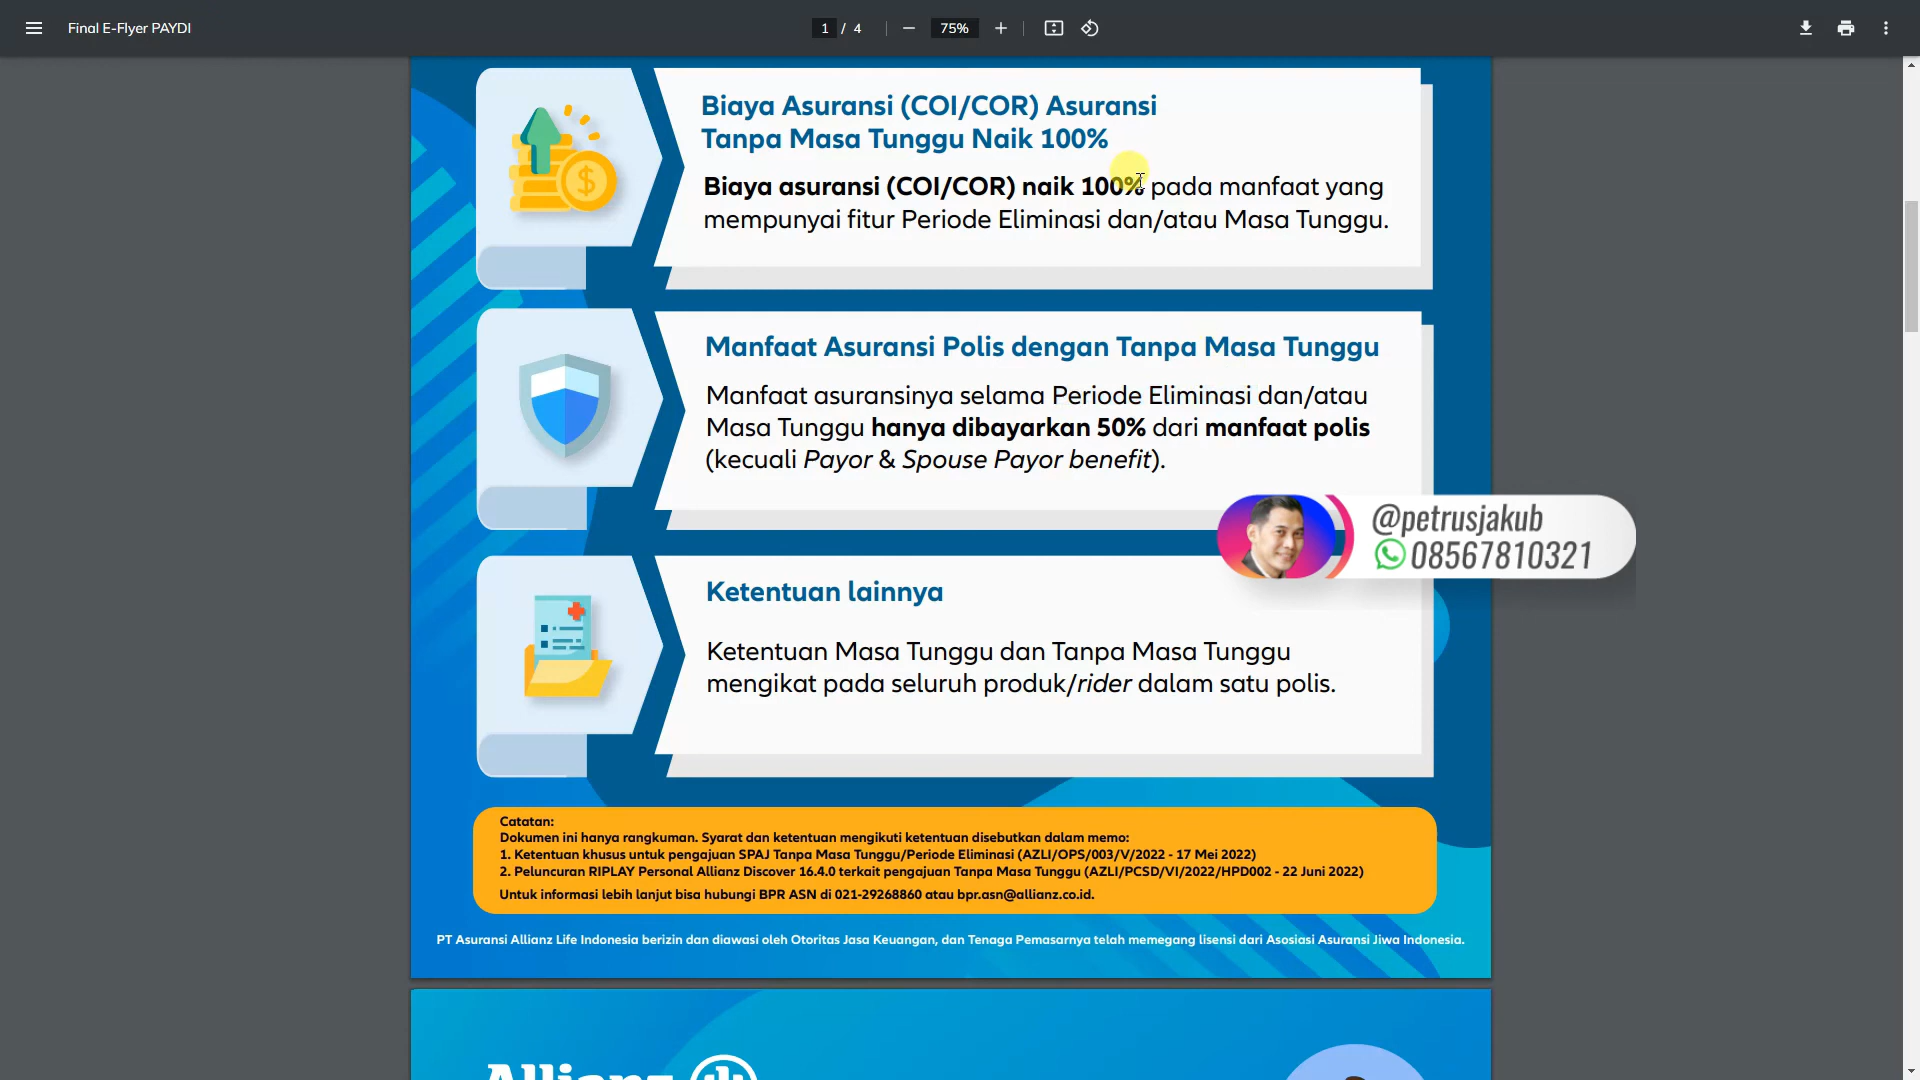 Final E-Flyer PAYDI
1 / 4
75%
Biaya Asuransi (COI/COR) Asuransi
Tanpa Masa Tunggu Naik 100%
Biaya asuransi (COI/COR) naik 100% pada manfaat yang
mempunyai fitur Periode Eliminasi dan/atau Masa Tunggu.
Manfaat Asuransi Polis dengan Tanpa Masa Tunggu
Manfaat asuransinya selama Periode Eliminasi dan/atau
Masa Tunggu hanya dibayarkan 50% dari manfaat polis
(kecuali Payor & Spouse Payor benefit).
@petrusjakub
08567810321
Ketentuan lainnya
Ketentuan Masa Tunggu dan Tanpa Masa Tunggu
mengikat pada seluruh produk/rider dalam satu polis.
Catatan:
Dokumen ini hanya rangkuman. Syarat dan ketentuan mengikuti ketentuan disebutkan dalam memo:
1. Ketentuan khusus untuk pengajuan SPAJ Tanpa Masa Tunggu/Periode Eliminasi (AZLI/OPS/003/V/2022 - 17 Mei 2022)
2. Peluncuran RIPLAY Personal Allianz Discover 16.4.0 terkait pengajuan Tanpa Masa Tunggu (AZLI/PCSD/VI/2022/HPD002 - 22 Juni 2022)
Untuk informasi lebih lanjut bisa hubungi BPR ASN di 021-29268860 atau bpr.asn@allianz.co.id.
PT Asuransi Allianz Life Indonesia berizin dan diawasi oleh Otoritas Jasa Keuangan, dan Tenaga Pemasarnya telah memegang lisensi dari Asosiasi Asuransi Jiwa Indonesia.
Allianz